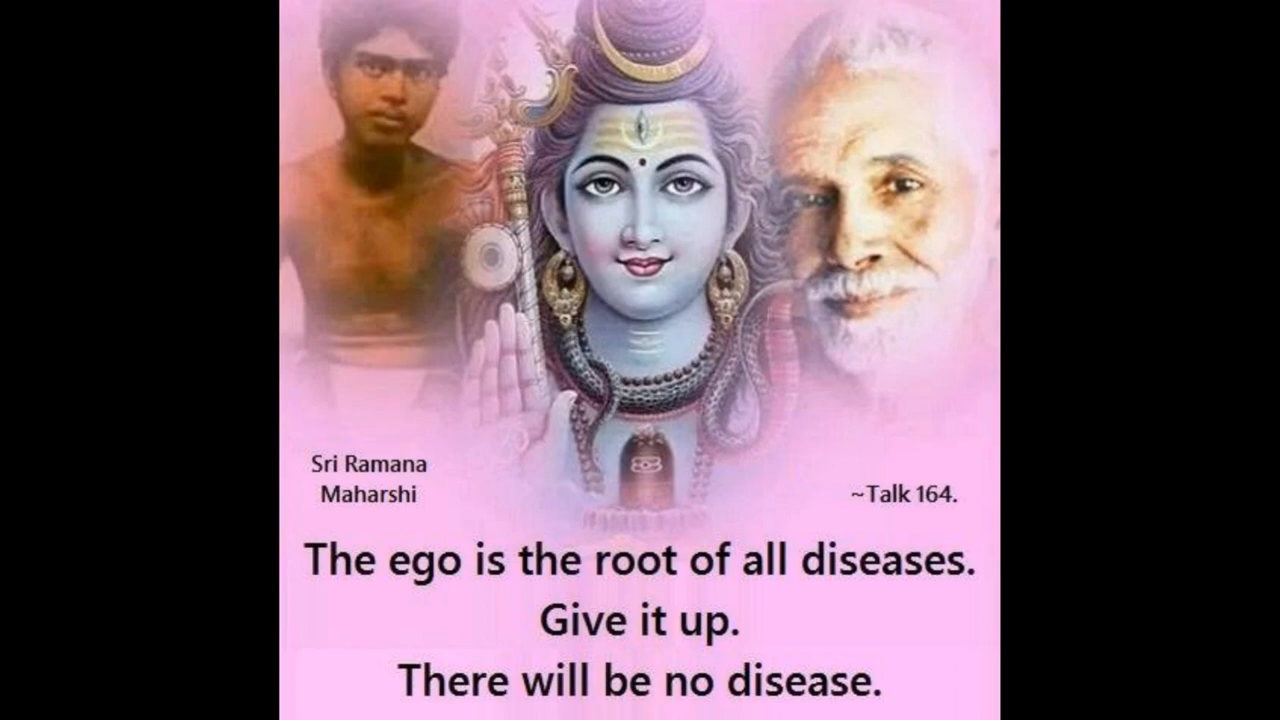 Sri Ramana
Maharshi
~Talk 164.
The ego is the root of all diseases.
Give it up.
There will be no disease.